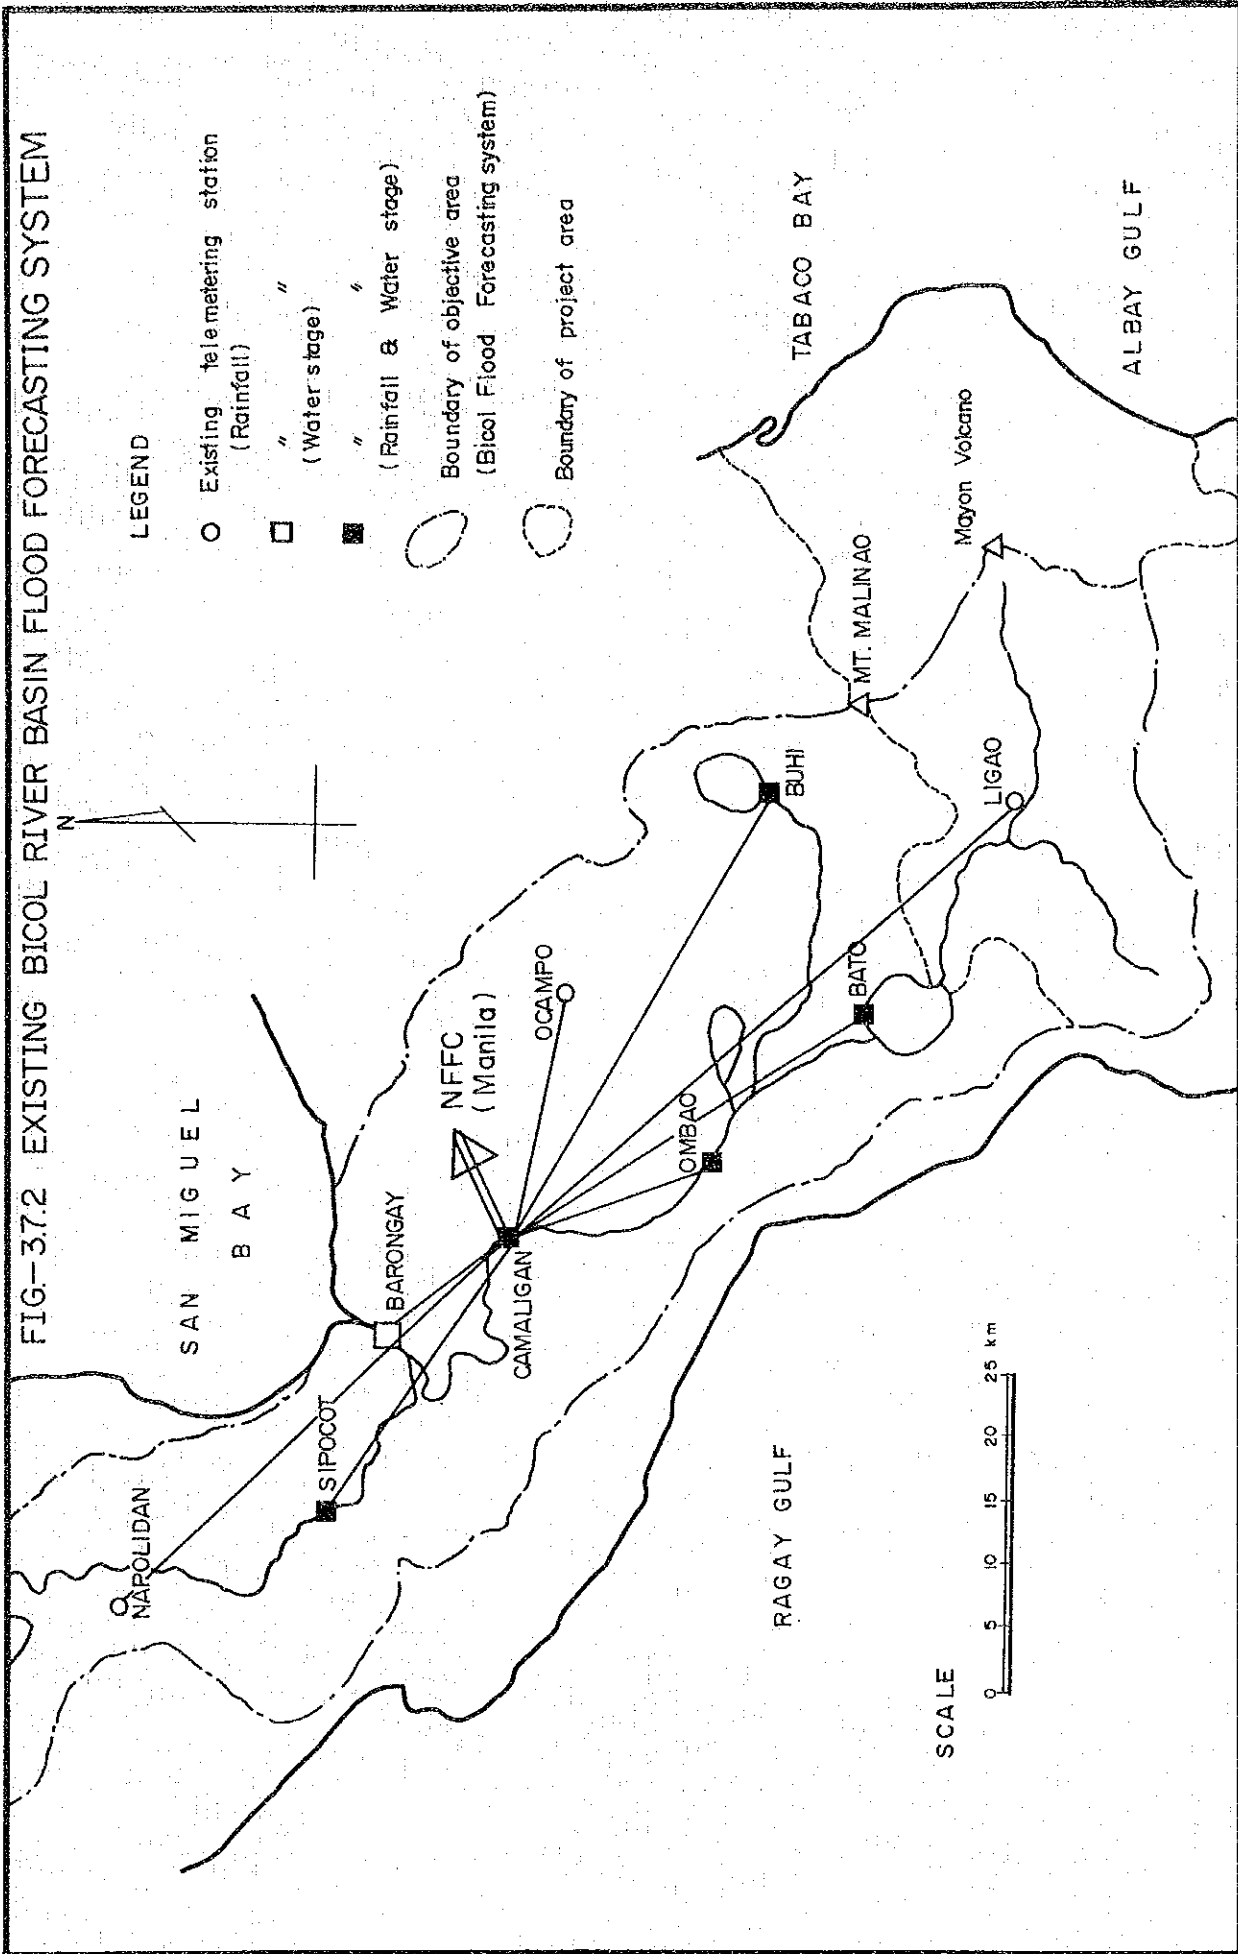 FIG.-3.7.2 EXISTING BICOL RIVER BASIN FLOOD FORECASTING SYSTEM
LEGEND
Existing telemetering station
(Rainfall)
" "
(Water stage)
" "
(Rainfall & Water stage)
Boundary of objective area
(Bicol Flood Forecasting system)
Boundary of project area
N
SAN MIGUEL
BAY
NAPOLIDAN
SIPOCOT
BARONGAY
CAMALIGAN
NFFC
(Manila)
OCAMPO
OMBAO
BUHI
BATO
LIGAO
MT. MALINAO
Mayon Volcano
TABACO BAY
ALBAY GULF
RAGAY GULF
SCALE
0 5 10 15 20 25 km